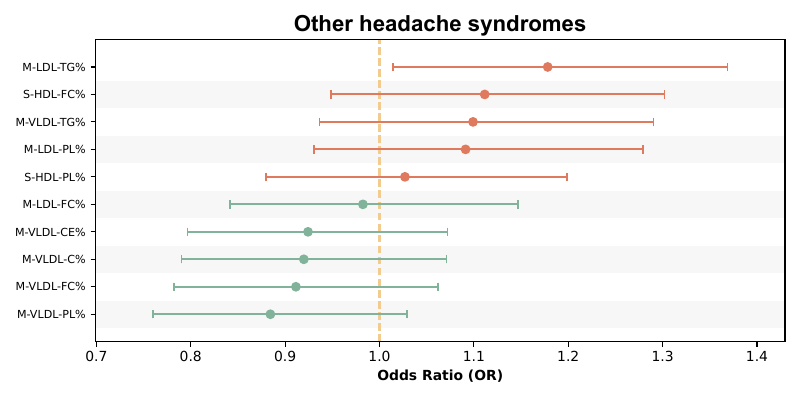 Other headache syndromes
M-LDL-TG%
S-HDL-FC%
M-VLDL-TG%
M-LDL-PL%
S-HDL-PL%
M-LDL-FC%
M-VLDL-CE%
M-VLDL-C%
M-VLDL-FC%
M-VLDL-PL%
0.7 0.8 0.9 1.0 1.1 1.2 1.3 1.4
Odds Ratio (OR)